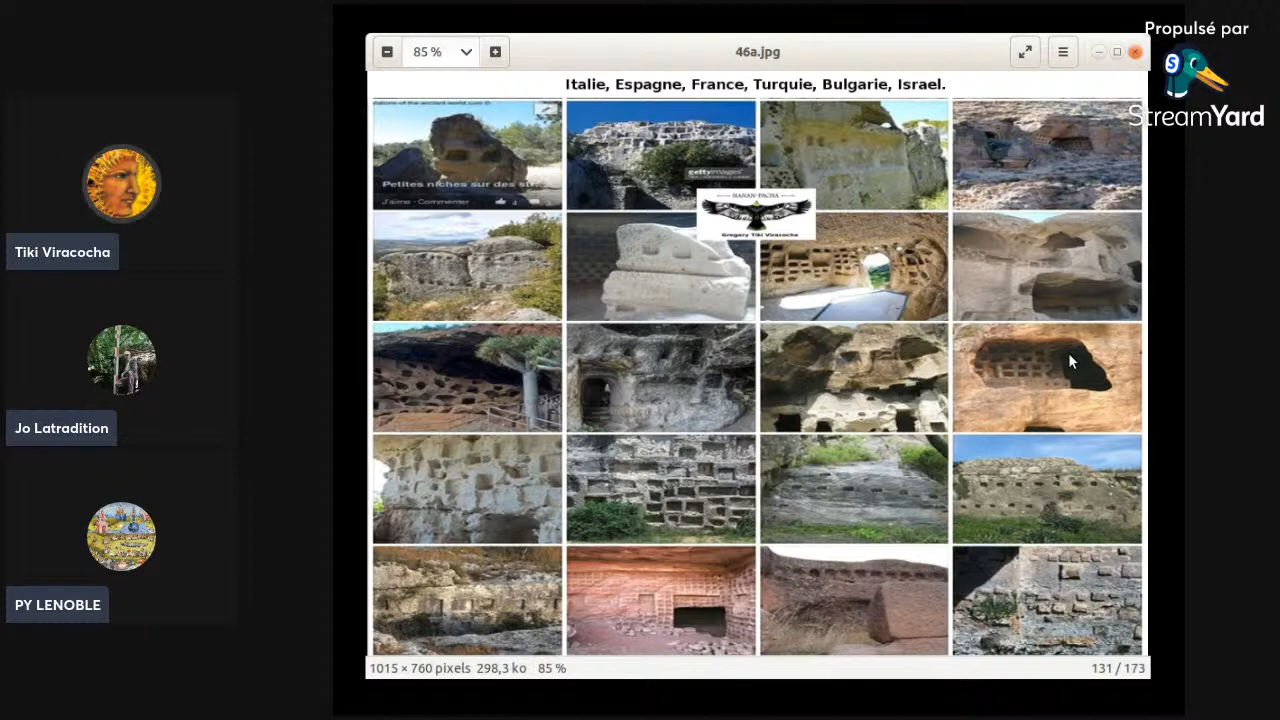 Propulsé par
StreamYard
85 %
46a.jpg
Italie, Espagne, France, Turquie, Bulgarie, Israel.
Petites niches sur des str
J'aime · Commenter
4
gettyimages
HANAN-PACHA
Gregory Tiki Viracocha
Tiki Viracocha
Jo Latradition
PY LENOBLE
1015 × 760 pixels 298,3 ko 85 %
131 / 173